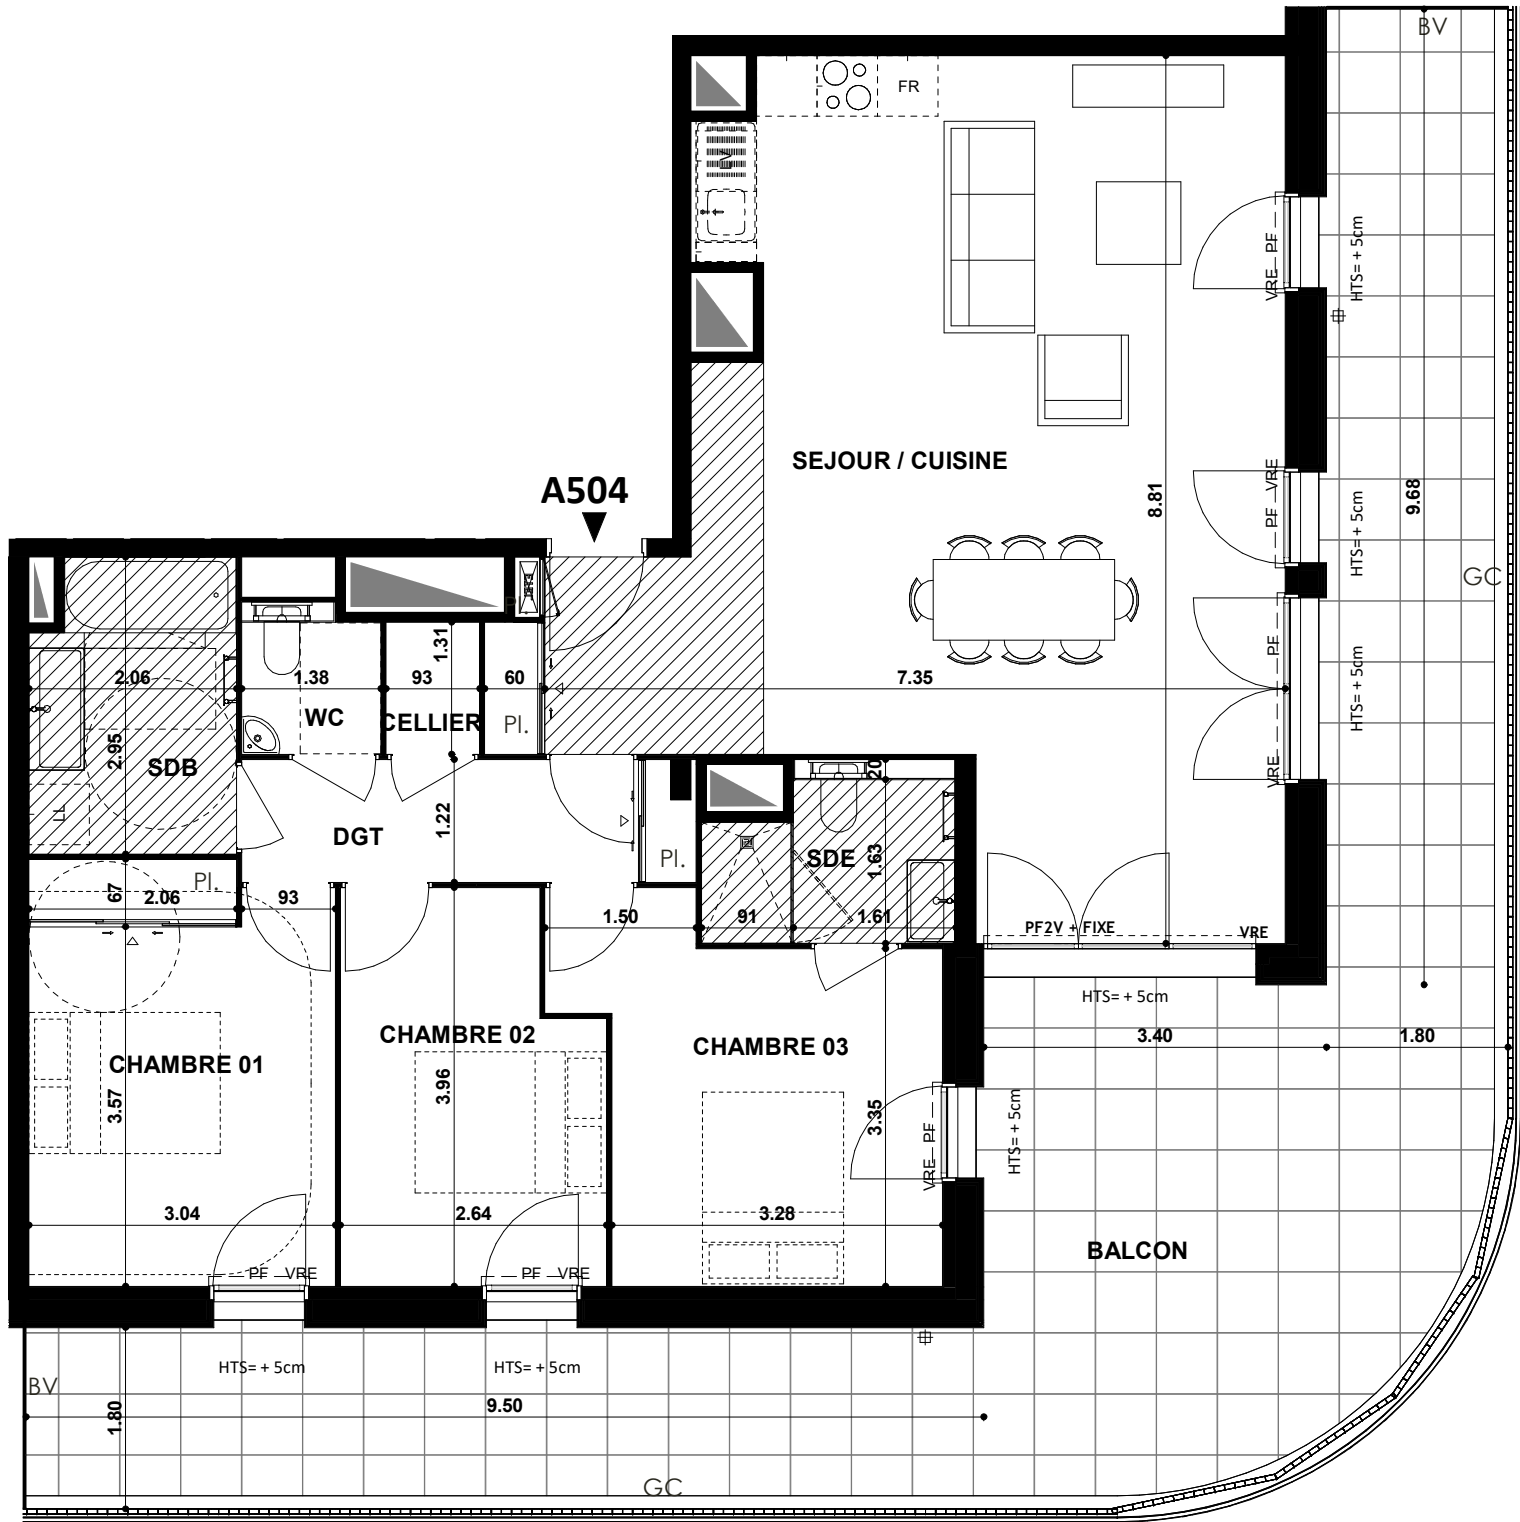 BV
FR
LV
VRE PF
HTS= + 5cm
SEJOUR / CUISINE
A504
8.81
9.68
VRE
PF
HTS= + 5cm
GC
PF
HTS= + 5cm
VRE
1.31
2.06
1.38
93
60
7.35
WC
CELLIER
Pl.
2.95
SDB
LL
20
1.22
DGT
Pl.
SDE
1.63
Pl.
67
2.06
93
1.50
91
1.61
PF2V + FIXE
VRE
HTS= + 5cm
3.40
1.80
CHAMBRE 01
CHAMBRE 02
CHAMBRE 03
3.57
3.96
3.35
VRE PF
HTS= + 5cm
3.04
2.64
3.28
BALCON
PF VRE
PF VRE
HTS= + 5cm
HTS= + 5cm
BV
1.80
9.50
GC